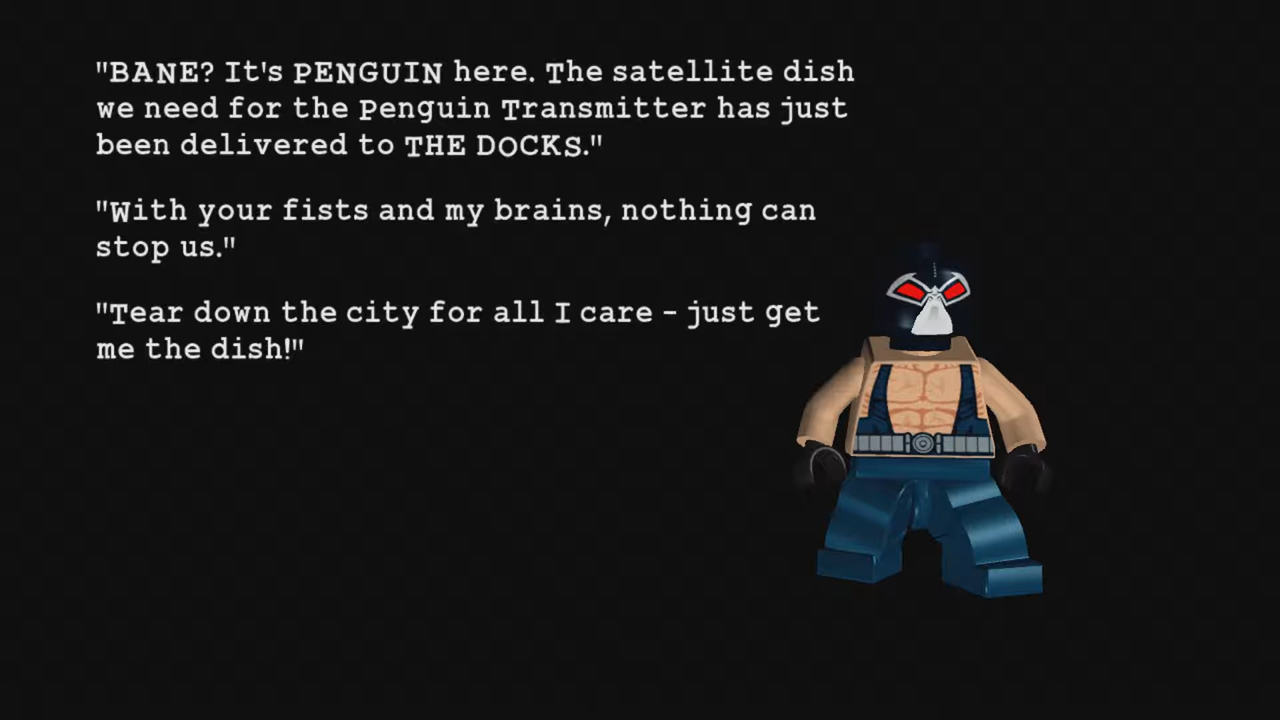 "BANE? It's PENGUIN here. The satellite dish
we need for the Penguin Transmitter has just
been delivered to THE DOCKS."
"With your fists and my brains, nothing can
stop us."
"Tear down the city for all I care - just get
me the dish!"